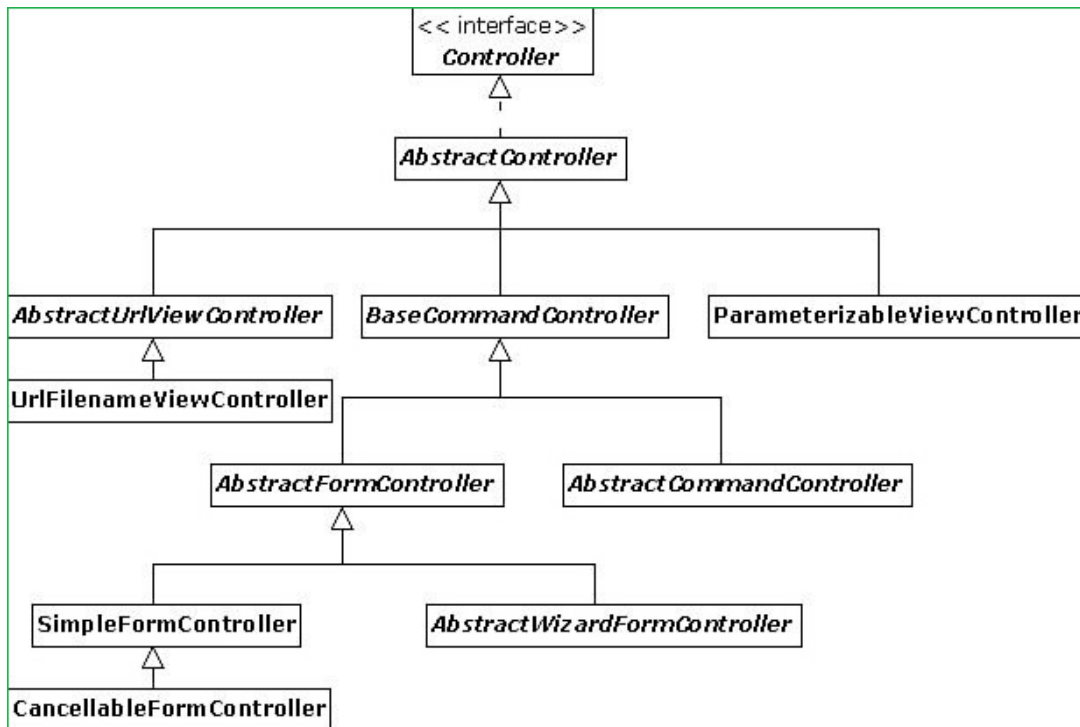 << interface>>
Controller
AbstractController
AbstractUrlViewController
BaseCommandController
ParameterizableViewController
UrlFilenameViewController
AbstractFormController
AbstractCommandController
SimpleFormController
AbstractWizardFormController
CancellableFormController